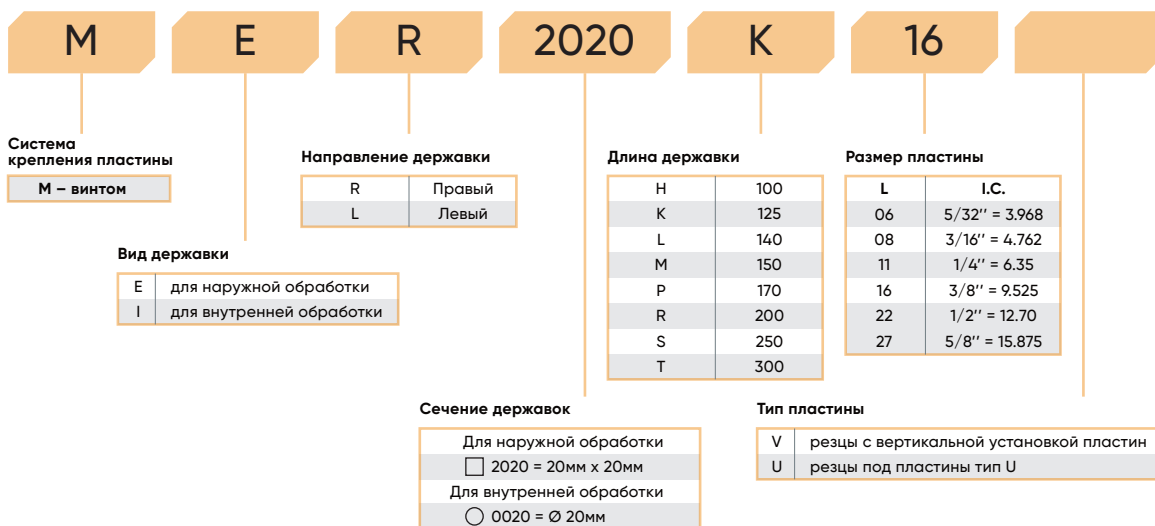 M E R 2020 K 16
Система
крепления пластины
М – винтом
Вид державки
E для наружной обработки
I для внутренней обработки
Направление державки
R Правый
L Левый
Сечение державок
Для наружной обработки
2020 = 20мм x 20мм
Для внутренней обработки
0020 = Ø 20мм
Длина державки
H 100
K 125
L 140
M 150
P 170
R 200
S 250
T 300
Размер пластины
L I.C.
06 5/32′′ = 3.968
08 3/16′′ = 4.762
11 1/4′′ = 6.35
16 3/8′′ = 9.525
22 1/2′′ = 12.70
27 5/8′′ = 15.875
Тип пластины
V резцы с вертикальной установкой пластин
U резцы под пластины тип U